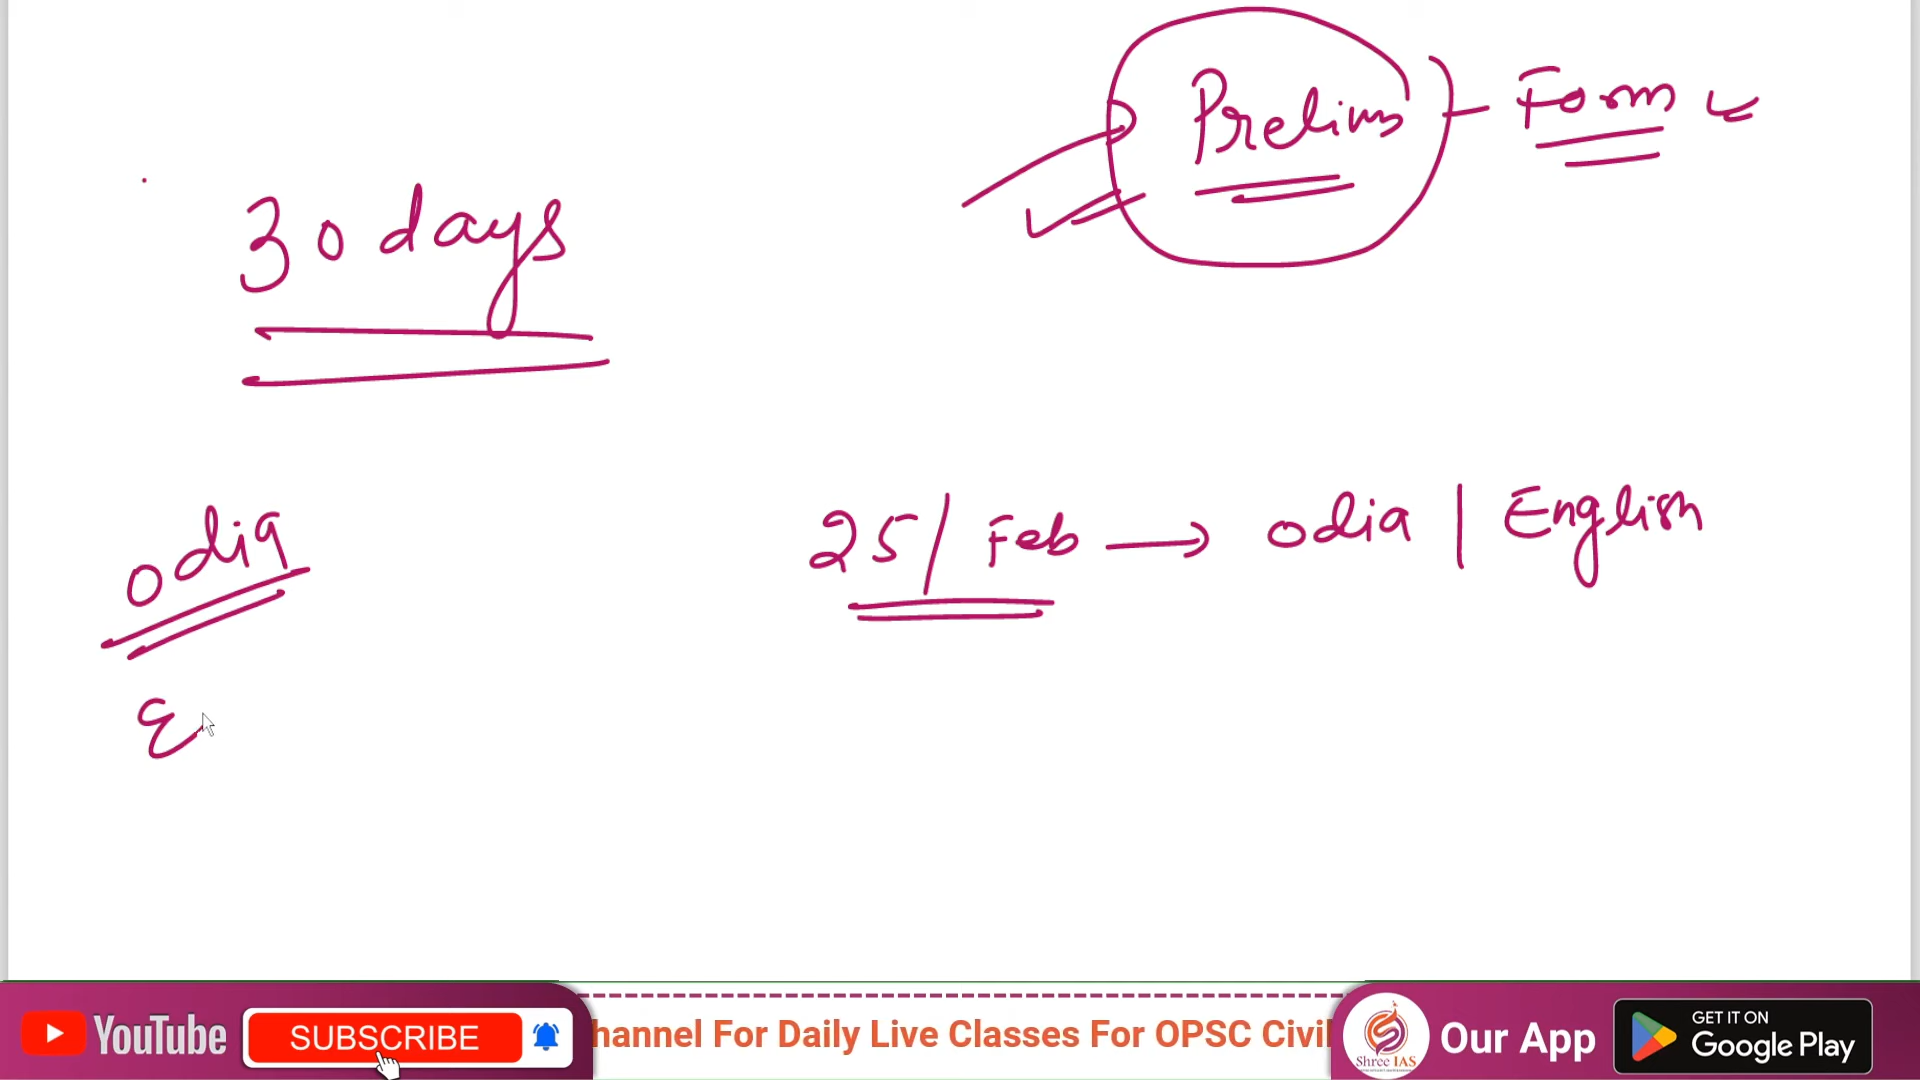 Prelims - Form
30 days
25/Feb → odia | English
odia
E
YouTube SUBSCRIBE hannel For Daily Live Classes For OPSC Civil Shree IAS Our App GET IT ON Google Play